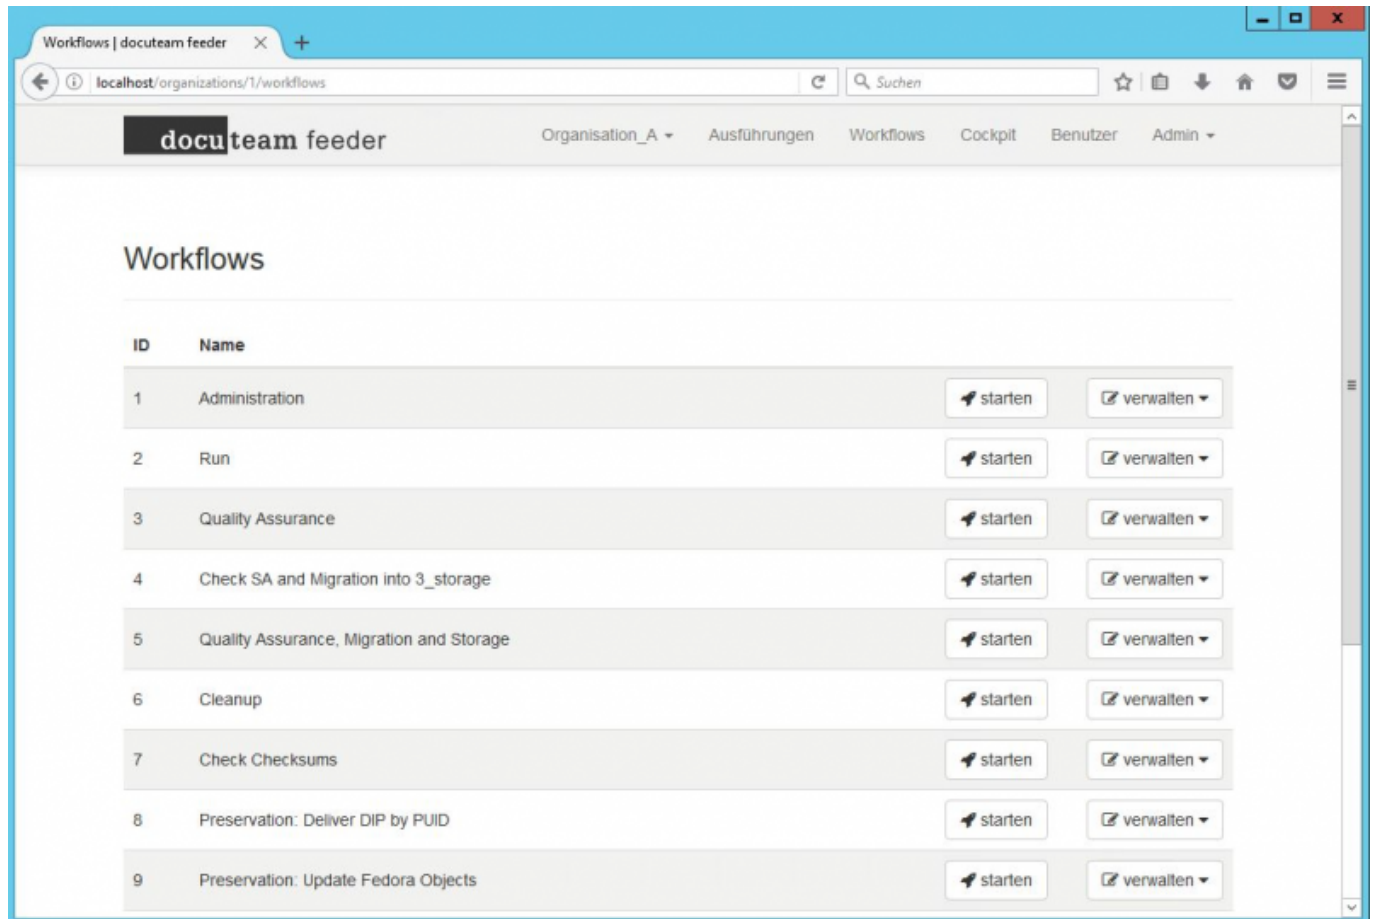 Workflows | docuteam feeder
localhost/organizations/1/workflows
Suchen
docuteam feeder
Organisation_A Ausführungen Workflows Cockpit Benutzer Admin
Workflows
ID Name
1 Administration starten verwalten
2 Run starten verwalten
3 Quality Assurance starten verwalten
4 Check SA and Migration into 3_storage starten verwalten
5 Quality Assurance, Migration and Storage starten verwalten
6 Cleanup starten verwalten
7 Check Checksums starten verwalten
8 Preservation: Deliver DIP by PUID starten verwalten
9 Preservation: Update Fedora Objects starten verwalten